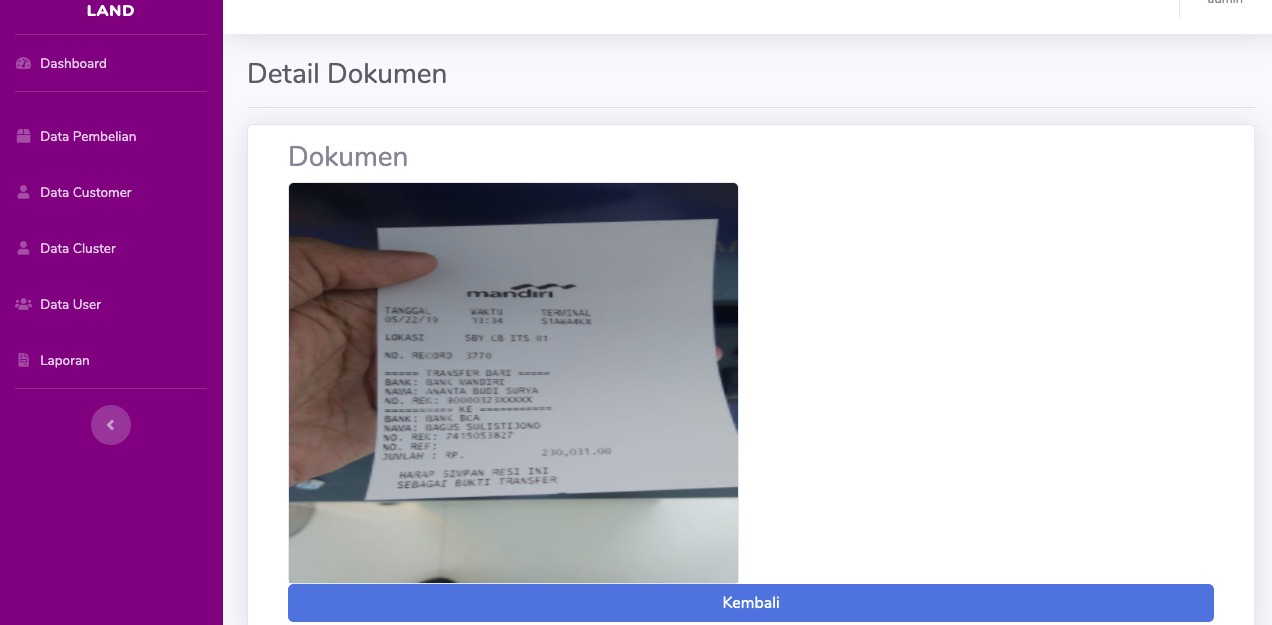 LAND
admin
Dashboard
Data Pembelian
Data Customer
Data Cluster
Data User
Laporan
Detail Dokumen
Dokumen
mandiri
TANGGAL WAKTU TERMINAL
05/22/19 13:34 S1AWA4KX
LOKASI SBY CB ITS 01
NO. RECORD 3770
===== TRANSFER DARI =====
BANK: BANK MANDIRI
NAMA: ANANTA BUDI SURYA
NO. REK: 90000323XXXXX
========== KE ===========
BANK: BANK BCA
NAMA: BAGUS SULISTIJONO
NO. REK: 7415053827
NO. REF:
JUMLAH : RP. 230,031.00
HARAP SIMPAN RESI INI
SEBAGAI BUKTI TRANSFER
Kembali